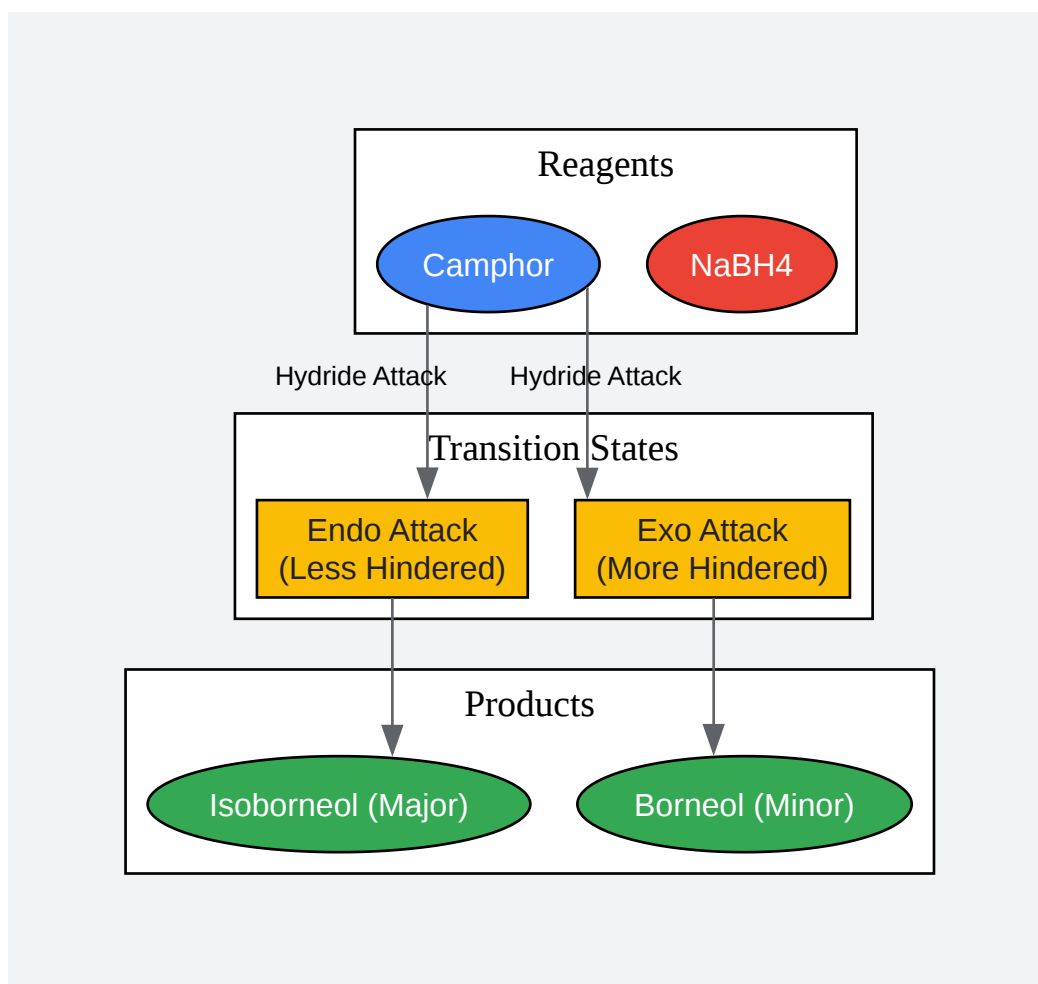 Reagents
Camphor
NaBH4
Hydride Attack
Hydride Attack
Transition States
Endo Attack
(Less Hindered)
Exo Attack
(More Hindered)
Products
Isoborneol (Major)
Borneol (Minor)